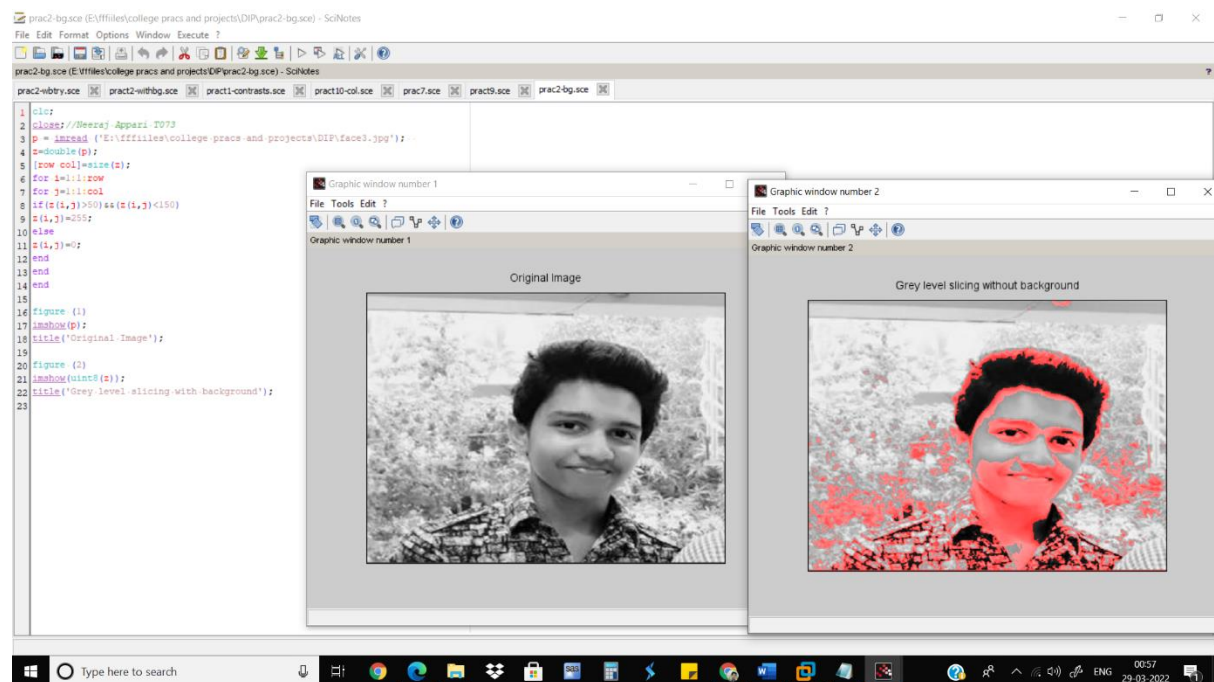 prac2-bg.sce (E:\fffiiles\college pracs and projects\DIP\prac2-bg.sce) - SciNotes
File Edit Format Options Window Execute ?
prac2-bg.sce (E:\fffiiles\college pracs and projects\DIP\prac2-bg.sce) - SciNotes
?
prac2-wbtry.sce pract2-withbg.sce pract1-contrasts.sce pract10-col.sce prac7.sce pract9.sce prac2-bg.sce
1 clc;
2 close;//Neeraj Appari T073
3 p = imread ('E:\fffiiles\college pracs and projects\DIP\face3.jpg');
4 z=double(p);
5 [row col]=size(z);
6 for i=1:1:row
7 for j=1:1:col
8 if(z(i,j)>50)&&(z(i,j)<150)
9 z(i,j)=255;
10 else
11 z(i,j)=0;
12 end
13 end
14 end
15
16 figure (1)
17 imshow(p);
18 title('Original Image');
19
20 figure (2)
21 imshow(uint8(z));
22 title('Grey level slicing with background');
23
Graphic window number 1
File Tools Edit ?
Graphic window number 1
Original Image
Graphic window number 2
File Tools Edit ?
Graphic window number 2
Grey level slicing without background
Type here to search
sas
ENG
00:57
29-03-2022
1